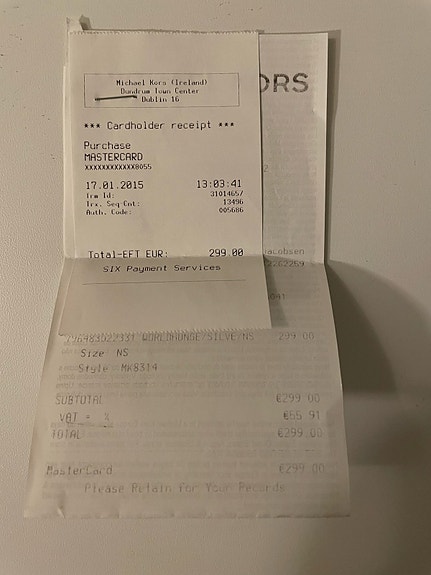 Michael Kors (Ireland)
Dundrum Town Center
Dublin 16
ORS
*** Cardholder receipt ***
Purchase
MASTERCARD
XXXXXXXXXXXX8055
17.01.2015 13:03:41
Trm-Id: 31014657
Trx. Seq-Cnt: 13496
Auth. Code: 005686
Total-EFT EUR: 299.00
acobsen
SIX Payment Services
299.00
Size NS
Style MK8314
SUBTOTAL €299.00
VAT = % €55.91
TOTAL €299.00
MasterCard €299.00
Please Retain for Your Records